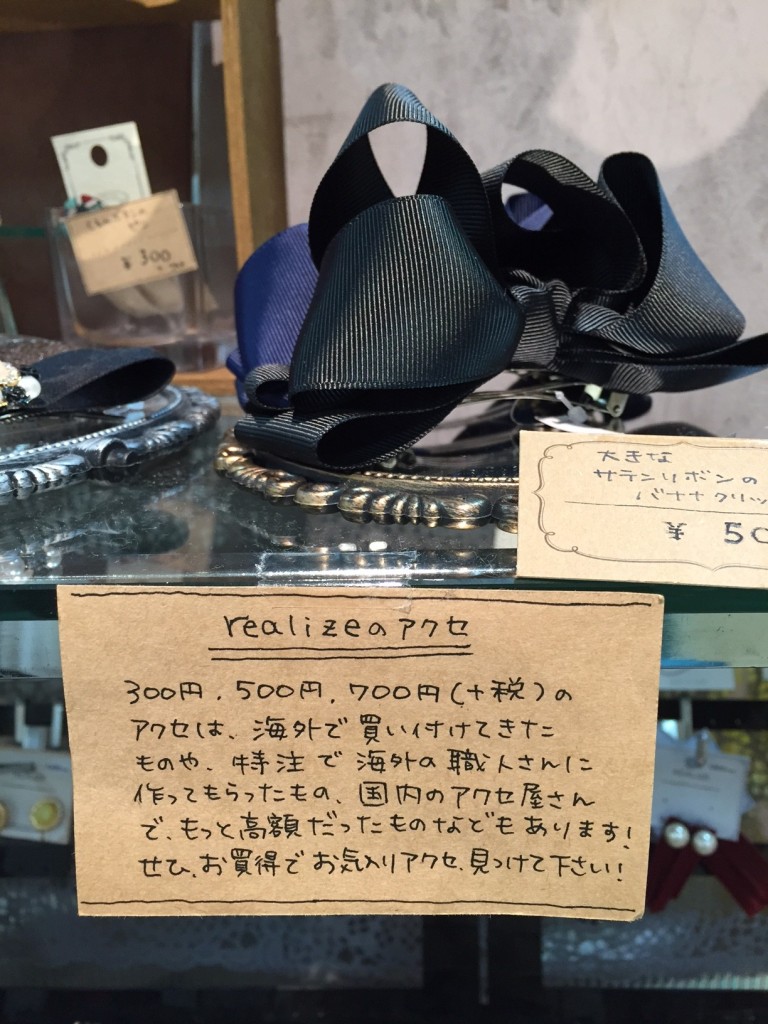 ¥300
大きな
サテンリボンの
バナナクリッ
¥ 50
realizeのアクセ
300円、500円、700円(+税)の
アクセは、海外で買い付けてきた
ものや、特注で海外の職人さんに
作ってもらったもの、国内のアクセ屋さん
で、もっと高額だったものなどもあります!
ぜひ、お買得でお気入りアクセ、見つけて下さい!